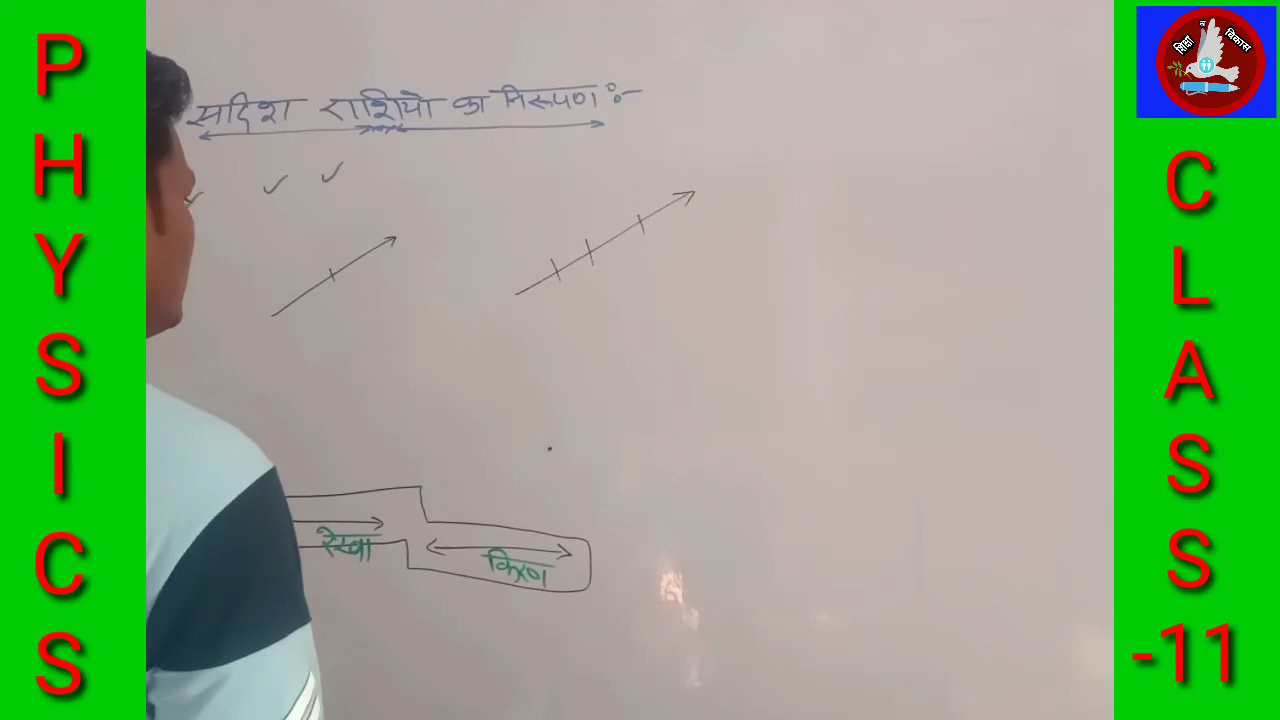 PHYSICS
सदिश राशियो का निरूपण :-
रेखा
किरण
शिक्षा व विकास
CLASS
-11